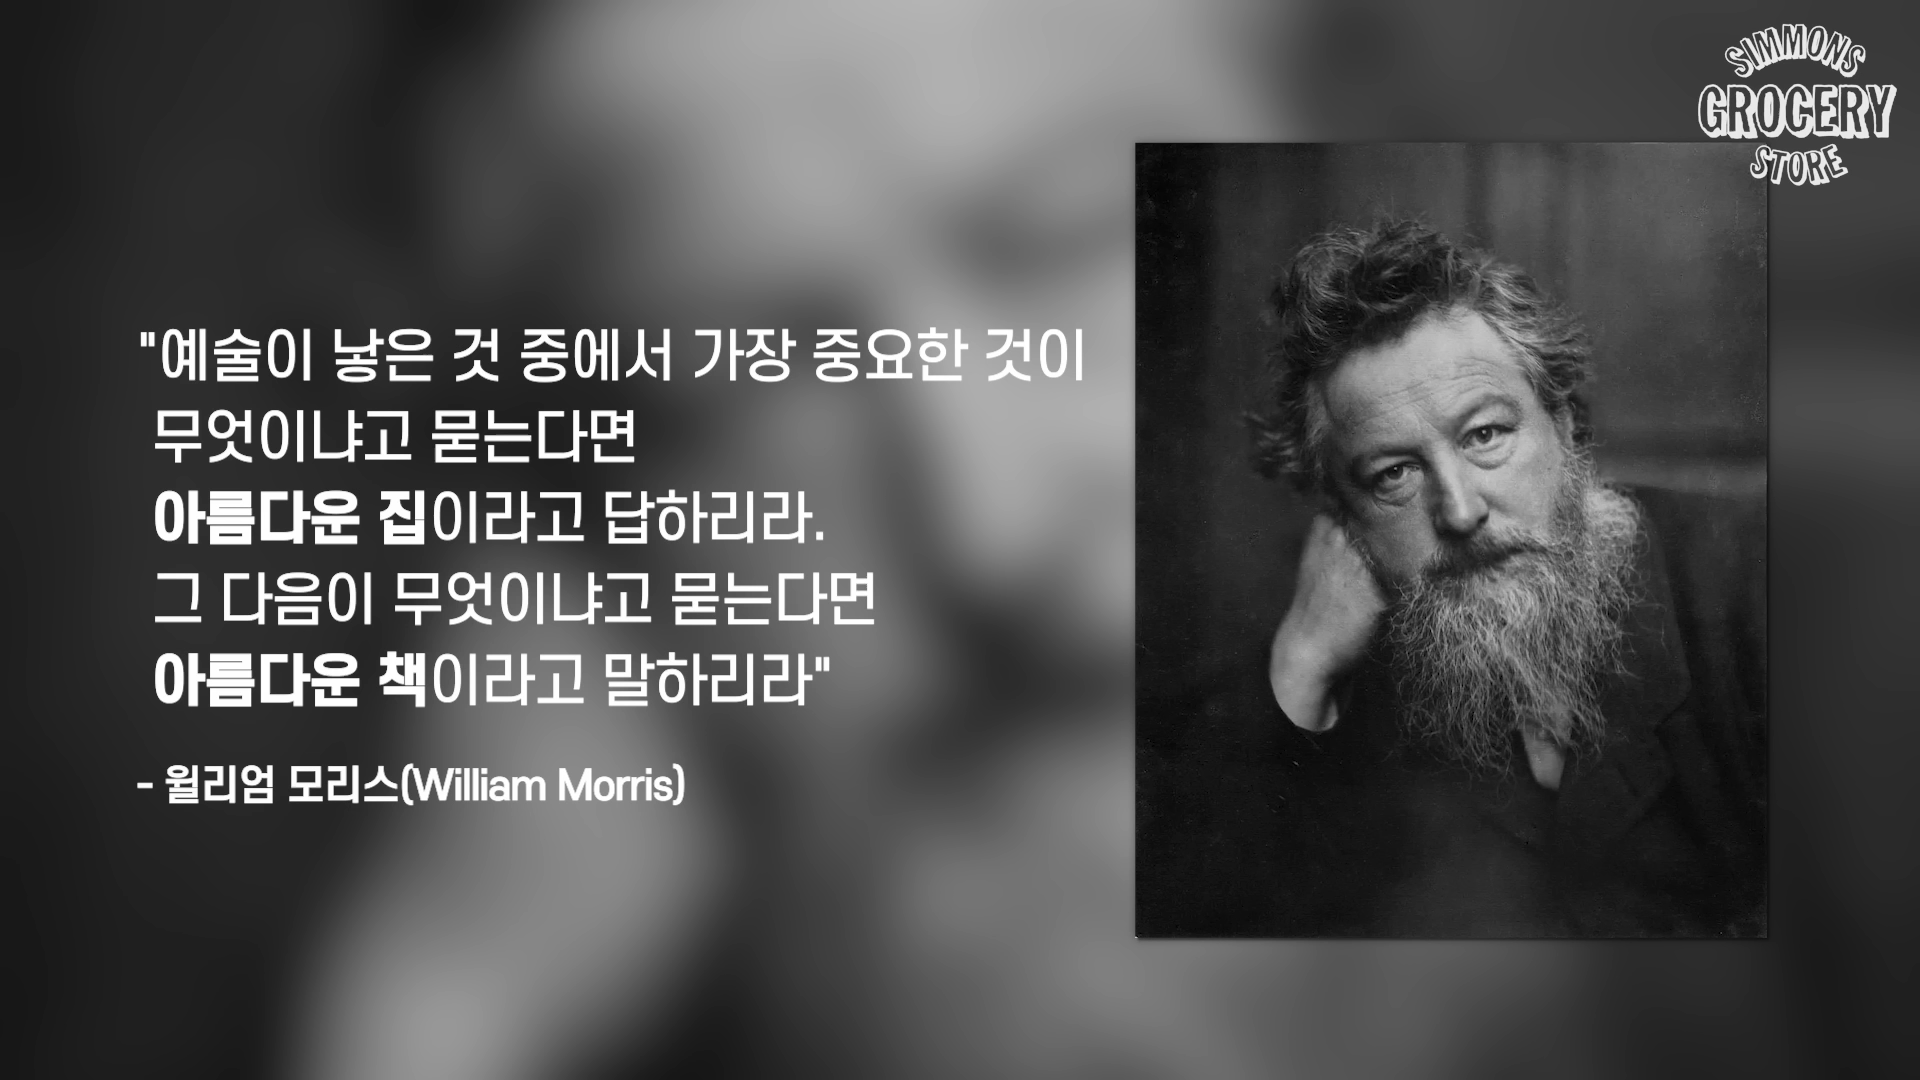 SIMMONS
GROCERY
STORE
"예술이 낳은 것 중에서 가장 중요한 것이
무엇이냐고 묻는다면
아름다운 집이라고 답하리라.
그 다음이 무엇이냐고 묻는다면
아름다운 책이라고 말하리라"
- 윌리엄 모리스(William Morris)